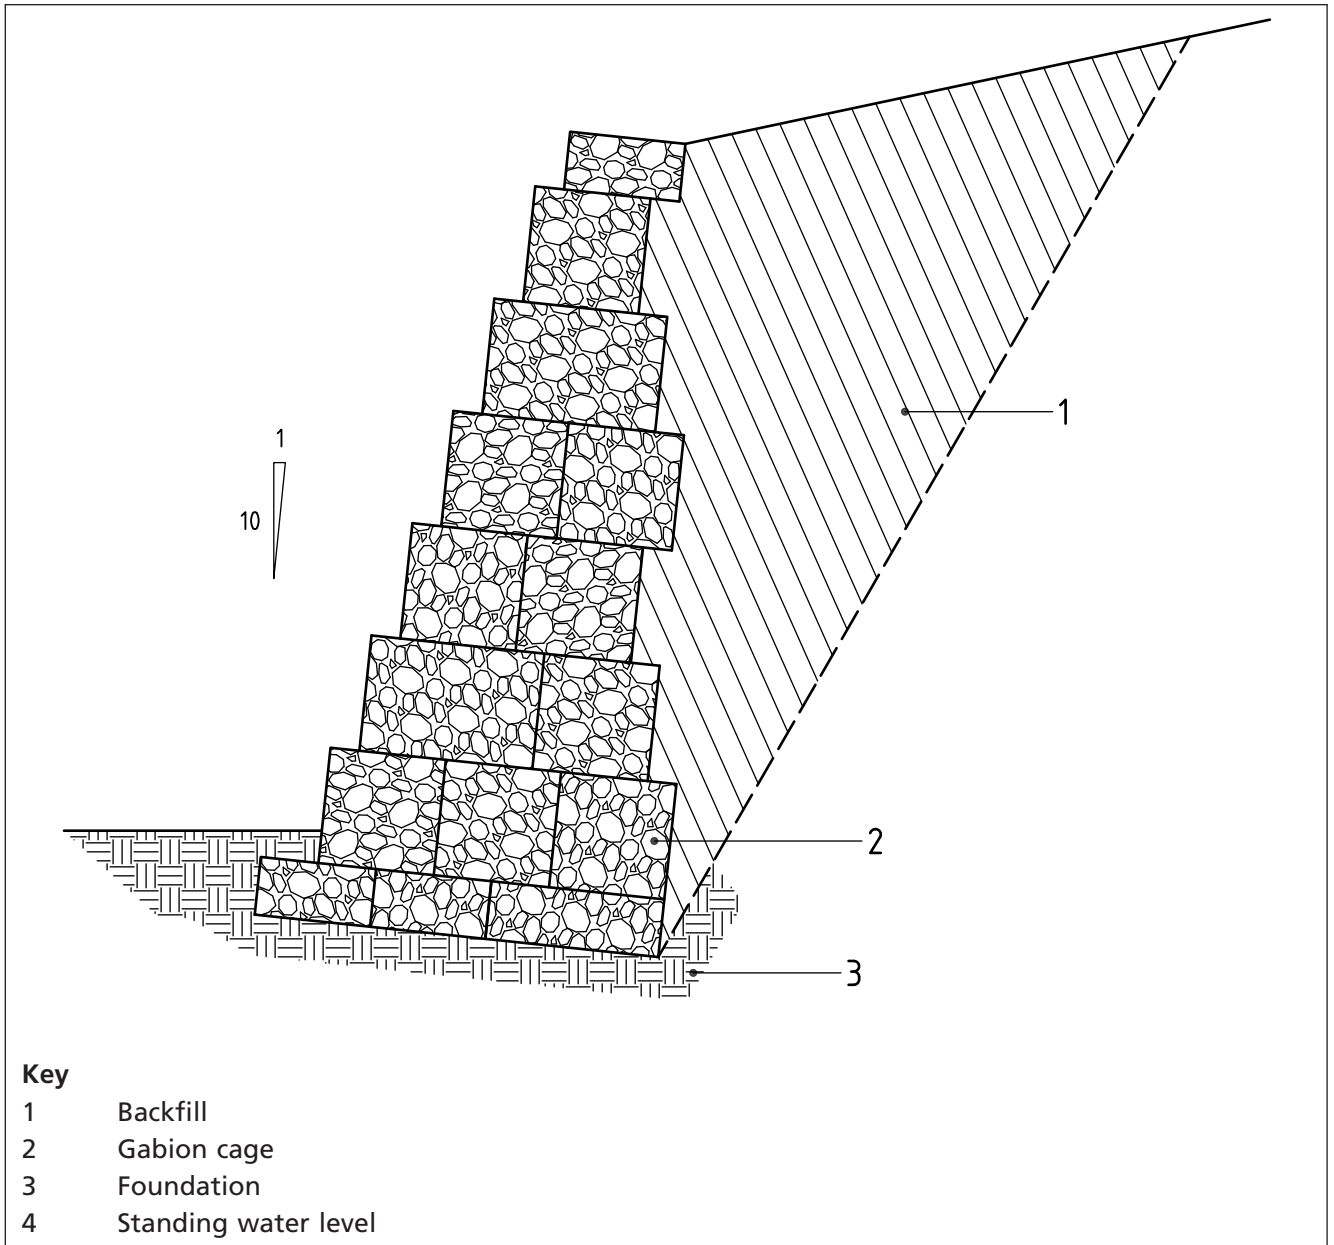 1
10
1
2
3
Key
1 Backfill
2 Gabion cage
3 Foundation
4 Standing water level